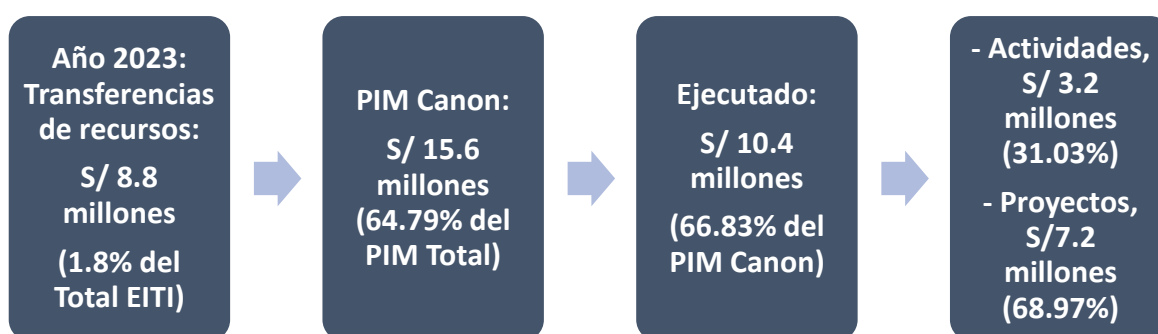 Año 2023:
Transferencias
de recursos:
S/ 8.8
millones
(1.8% del
Total EITI)
PIM Canon:
S/ 15.6
millones
(64.79% del
PIM Total)
Ejecutado:
S/ 10.4
millones
(66.83% del
PIM Canon)
- Actividades,
S/ 3.2
millones
(31.03%)
- Proyectos,
S/7.2
millones
(68.97%)